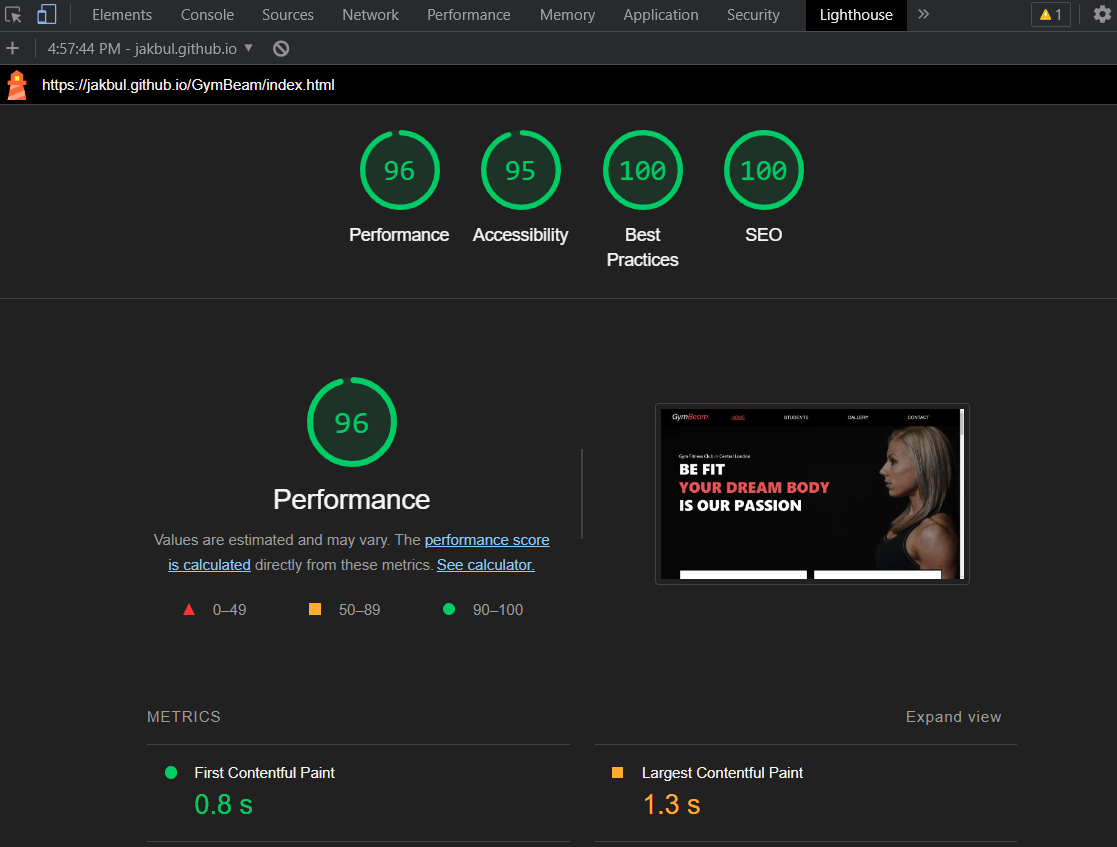 Elements Console Sources Network Performance Memory Application Security Lighthouse 1
4:57:44 PM - jakbul.github.io
https://jakbul.github.io/GymBeam/index.html
96 95 100 100
Performance Accessibility Best Practices SEO
96
Performance
Values are estimated and may vary. The performance score
is calculated directly from these metrics. See calculator.
0–49 50–89 90–100
GymBeam HOME STUDENTS GALLERY CONTACT
Gym Fitness Club in Central London
BE FIT
YOUR DREAM BODY
IS OUR PASSION
METRICS Expand view
First Contentful Paint Largest Contentful Paint
0.8 s 1.3 s